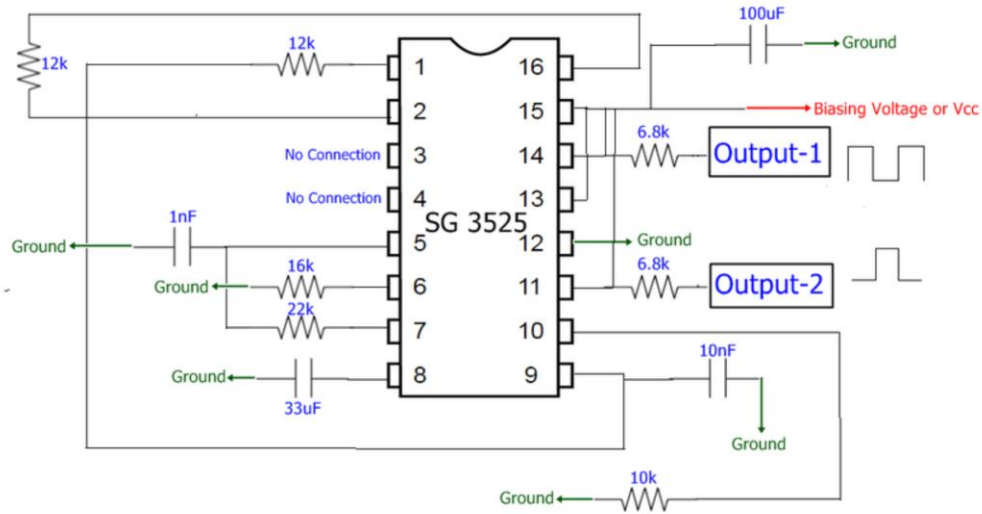 100uF
Ground
12k
12k
1
16
2
15
Biasing Voltage or Vcc
No Connection
3
14
6.8k
Output-1
No Connection
4
13
SG 3525
1nF
Ground
5
12
Ground
Ground
16k
6
11
6.8k
Output-2
22k
7
10
Ground
8
9
10nF
33uF
Ground
Ground
10k